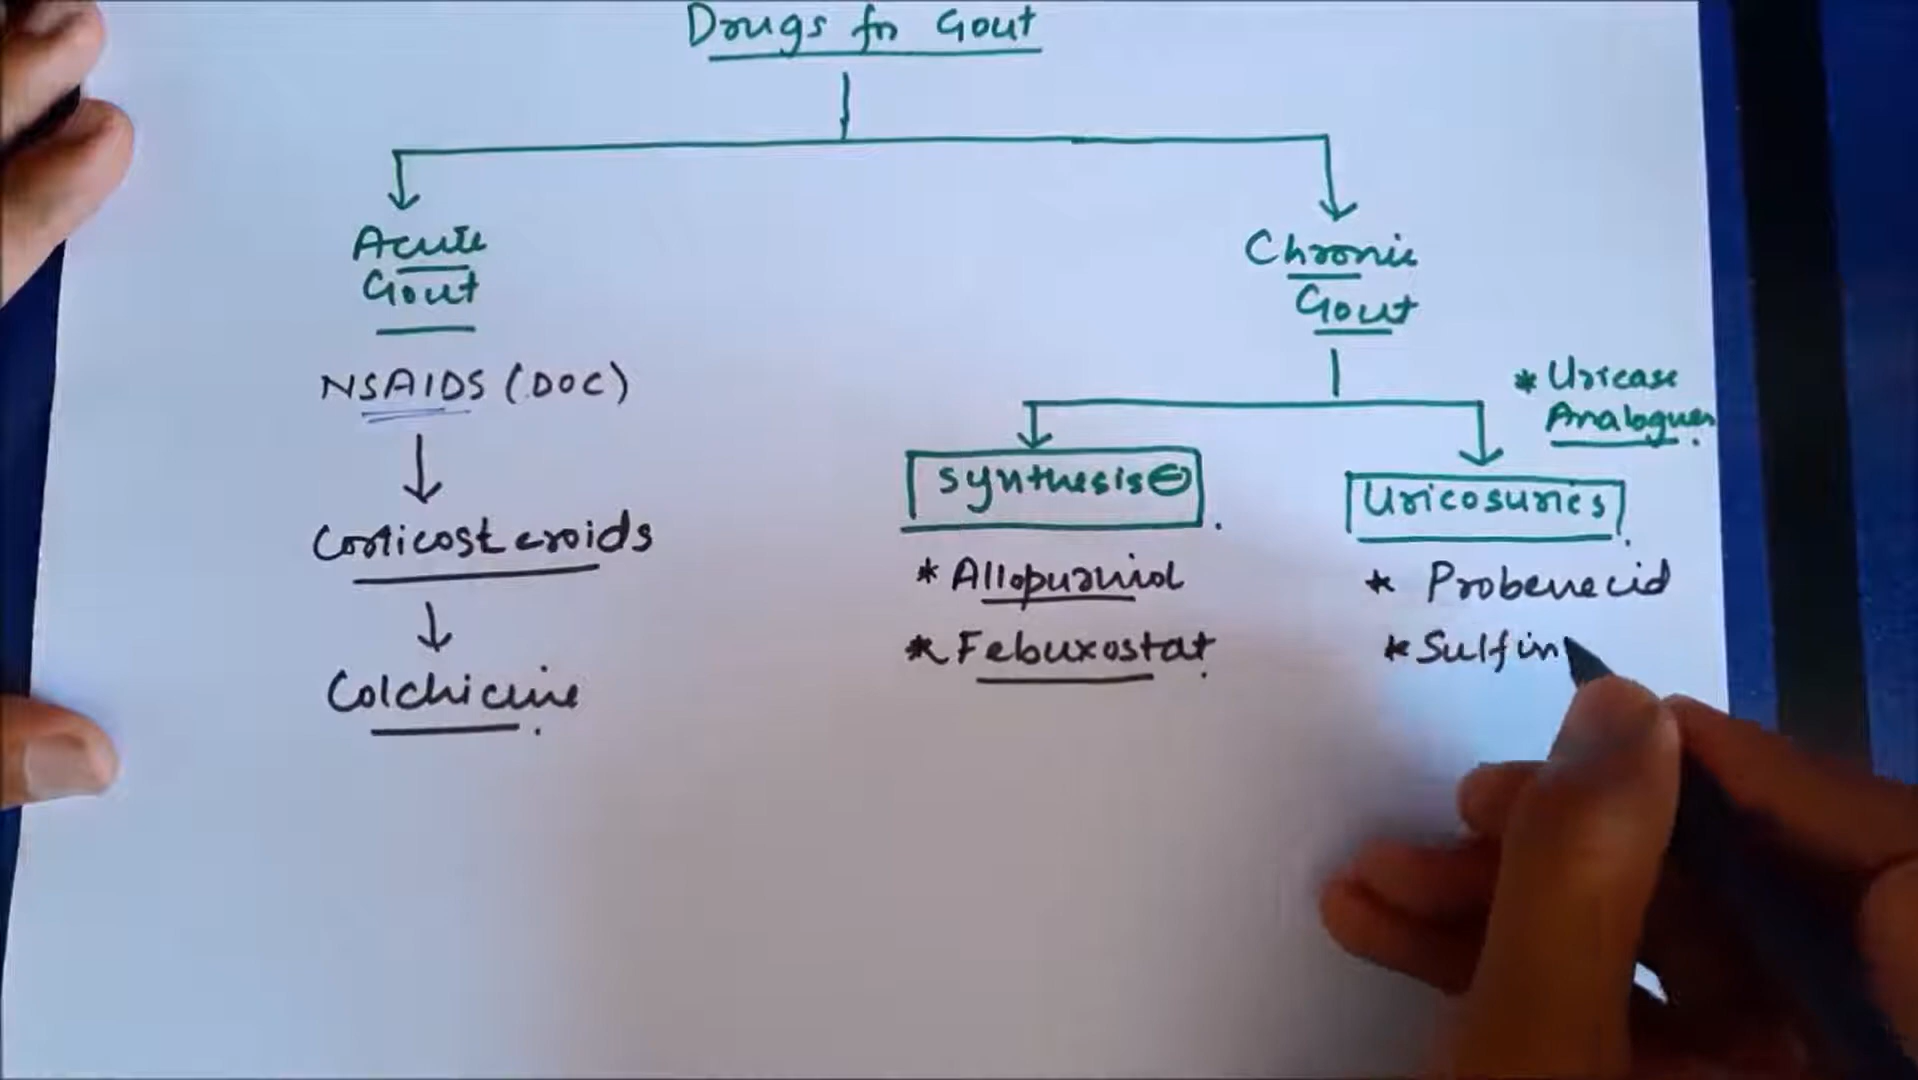 Drugs for Gout
Acute
Gout
NSAIDS (DOC)
Corticosteroids
Colchicine
Chronic
Gout
* Uricase
Analogues.
Synthesis ⊖
* Allopurinol
* Febuxostat.
Uricosurics
* Probenecid
* Sulfin